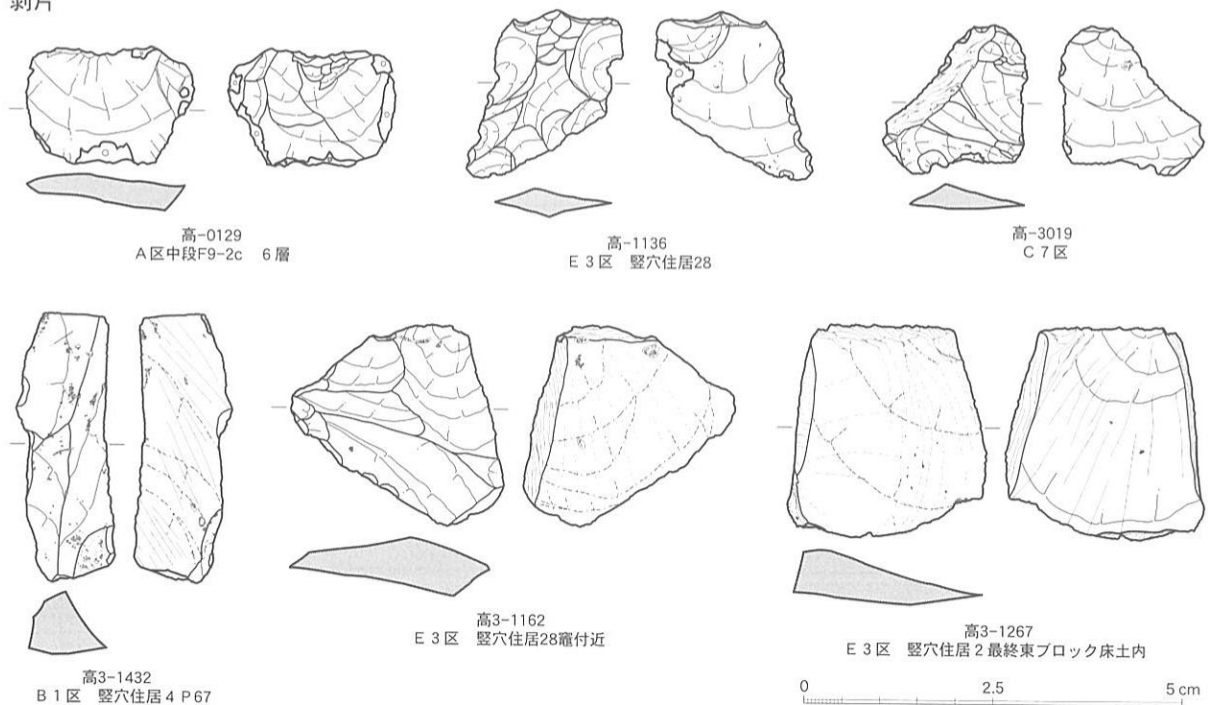 剥片
高-0129
A区中段F9-2c　6層
高-1136
E3区　竪穴住居28
高-3019
C7区
高3-1432
B1区　竪穴住居4 P67
高3-1162
E3区　竪穴住居28竈付近
高3-1267
E3区　竪穴住居2最終東ブロック床土内
0 2.5 5 cm